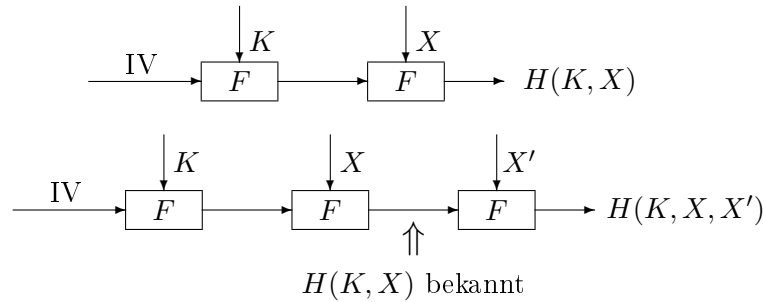 K X
IV F F H(K, X)
K X X′
IV F F F H(K, X, X′)
⇑
H(K, X) bekannt